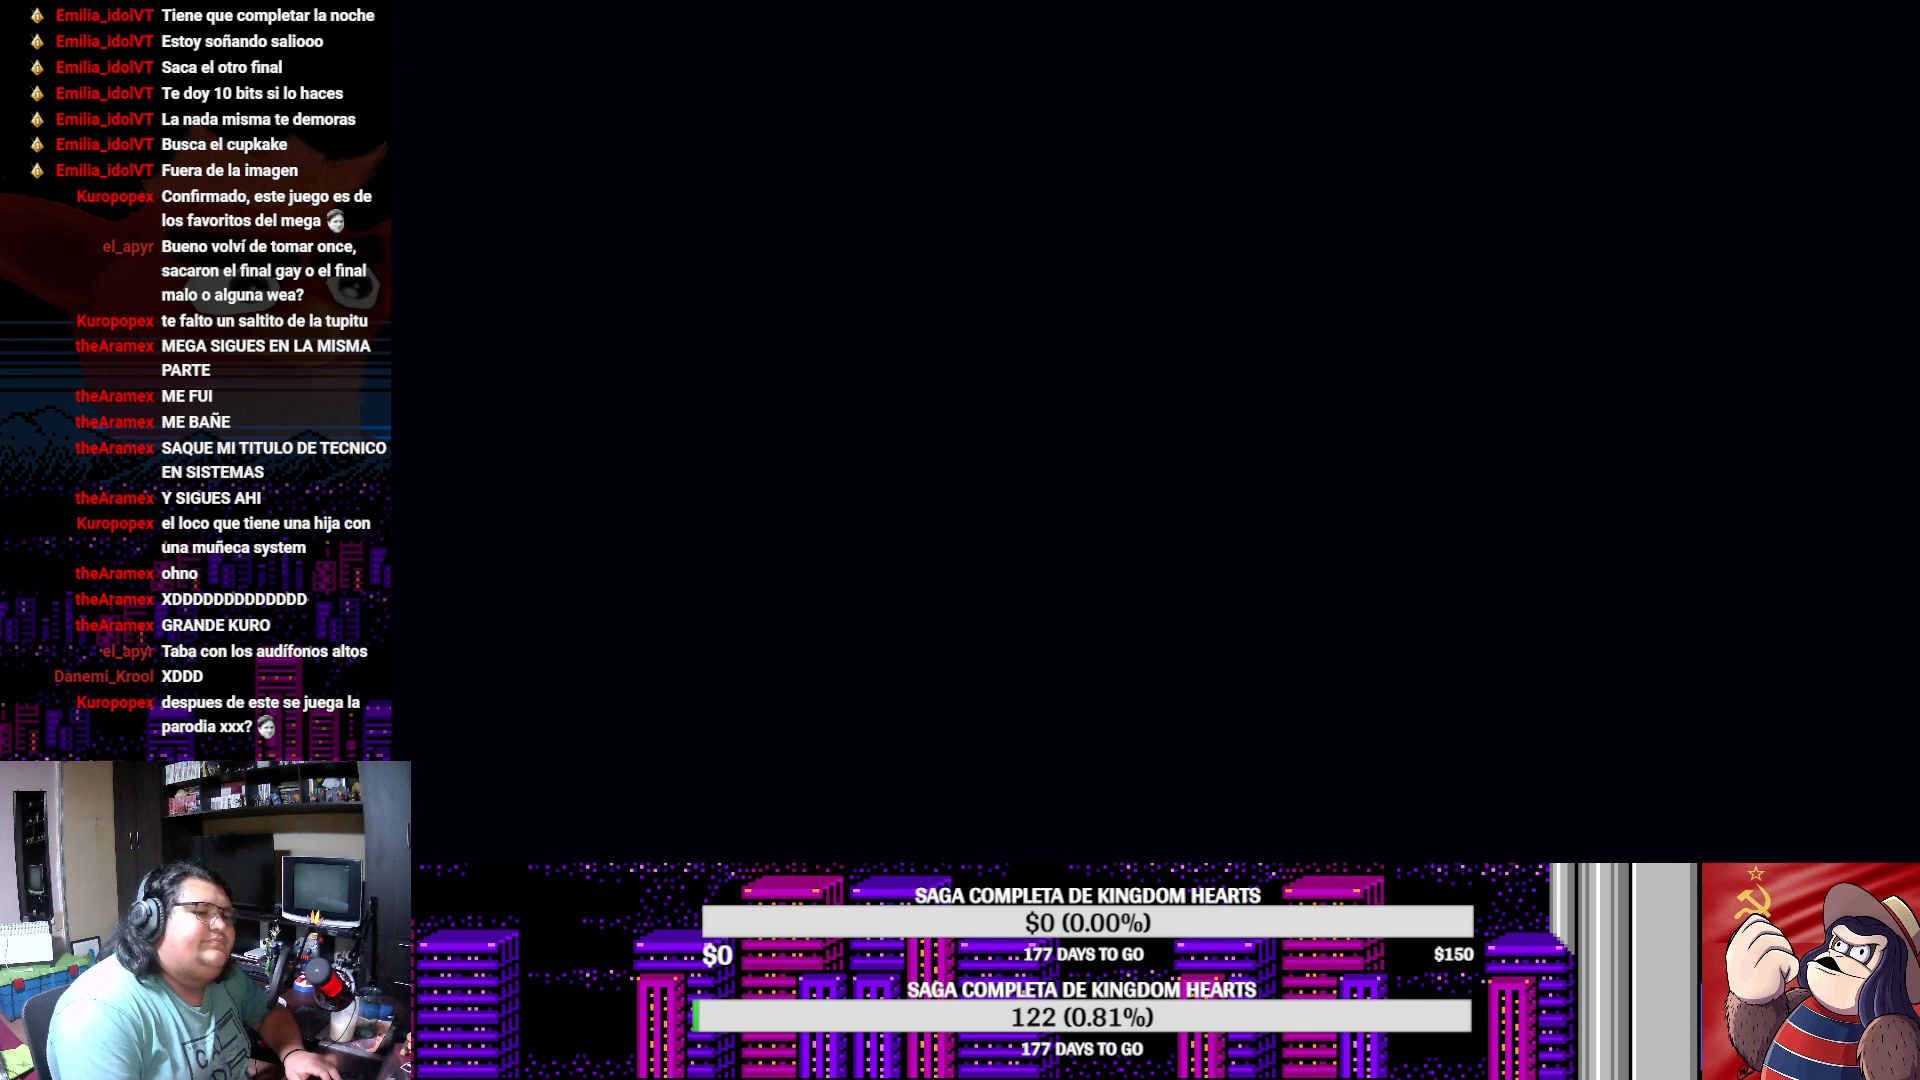 Emilia_idolVT Tiene que completar la noche
Emilia_idolVT Estoy soñando saliooo
Emilia_idolVT Saca el otro final
Emilia_idolVT Te doy 10 bits si lo haces
Emilia_idolVT La nada misma te demoras
Emilia_idolVT Busca el cupkake
Emilia_idolVT Fuera de la imagen
Kuropopex Confirmado, este juego es de
los favoritos del mega
el_apyr Bueno volví de tomar once,
sacaron el final gay o el final
malo o alguna wea?
Kuropopex te falto un saltito de la tupitu
theAramex MEGA SIGUES EN LA MISMA
PARTE
theAramex ME FUI
theAramex ME BAÑE
theAramex SAQUE MI TITULO DE TECNICO
EN SISTEMAS
theAramex Y SIGUES AHI
Kuropopex el loco que tiene una hija con
una muñeca system
theAramex ohno
theAramex XDDDDDDDDDDDDD
theAramex GRANDE KURO
el_apyr Taba con los audífonos altos
Danemi_Krool XDDD
Kuropopex despues de este se juega la
parodia xxx?
SAGA COMPLETA DE KINGDOM HEARTS
$0 (0.00%)
$0 177 DAYS TO GO $150
SAGA COMPLETA DE KINGDOM HEARTS
122 (0.81%)
177 DAYS TO GO